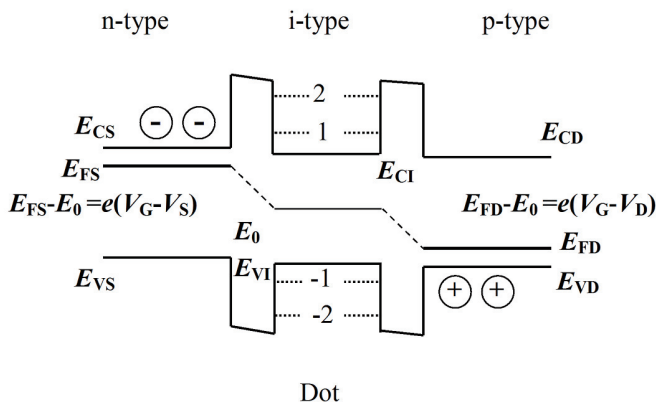 n-type i-type p-type
2
E_CS - - 1 E_CD
E_FS E_CI
E_FS-E_0 =e(V_G-V_S) E_FD-E_0 =e(V_G-V_D)
E_0 E_FD
E_VS E_VI -1 + + E_VD
-2
Dot